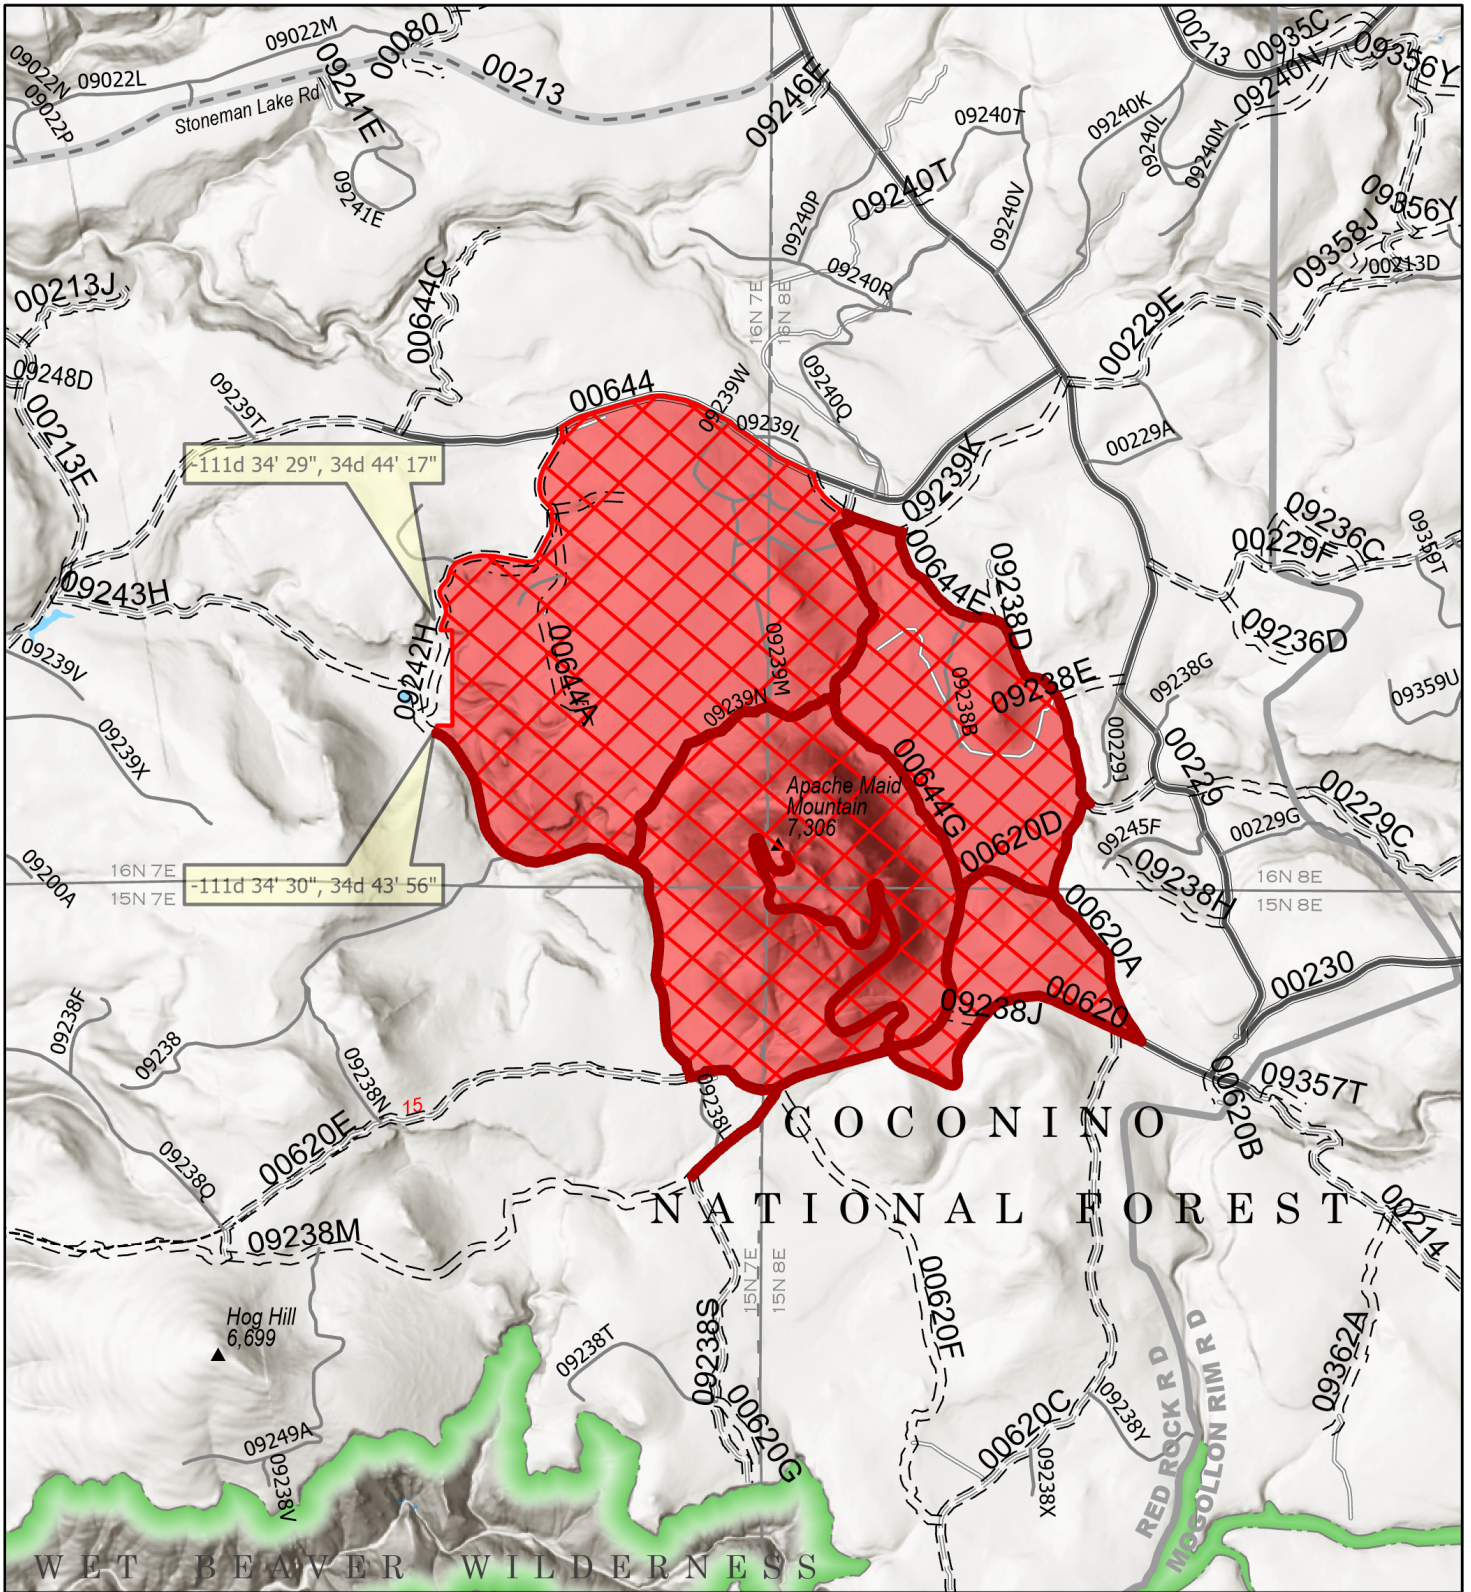 09022M
00080
00213
00213
00935C
09356Y
09022N
09022L
09241E
09240N
09022P
Stoneman Lake Rd
09246E
09240T
09240K
09240L
09240M
09241E
09240T
09240P
09240V
09356Y
09358J
00213D
00213J
00644C
09240R
16N 7E
16N 8E
00229E
09248D
09239T
00644
09239W
09240Q
00213E
09239L
00229A
-111d 34' 29", 34d 44' 17"
09239K
09236C
00229F
09359T
09243H
00644E
09238D
09236D
09239V
09242H
00644A
09239M
09238B
09238E
09238G
09359U
09239N
09239X
00229I
00229
00644G
Apache Maid
Mountain
7,306
00620D
00229C
00229G
09245F
09200A
16N 7E
15N 7E
-111d 34' 30", 34d 43' 56"
09238H
16N 8E
15N 8E
00620A
00230
09238F
09238J
00620
09238
09238N
15
09238L
00620B
09357T
00620E
COCONINO
09238Q
NATIONAL FOREST
09238M
00214
15N 7E
15N 8E
Hog Hill
6,699
09238S
00620F
09238T
09362A
RED ROCK RD
MOGOLLON RIM RD
00620G
00620C
09238Y
09249A
09238V
09238X
WET BEAVER WILDERNESS